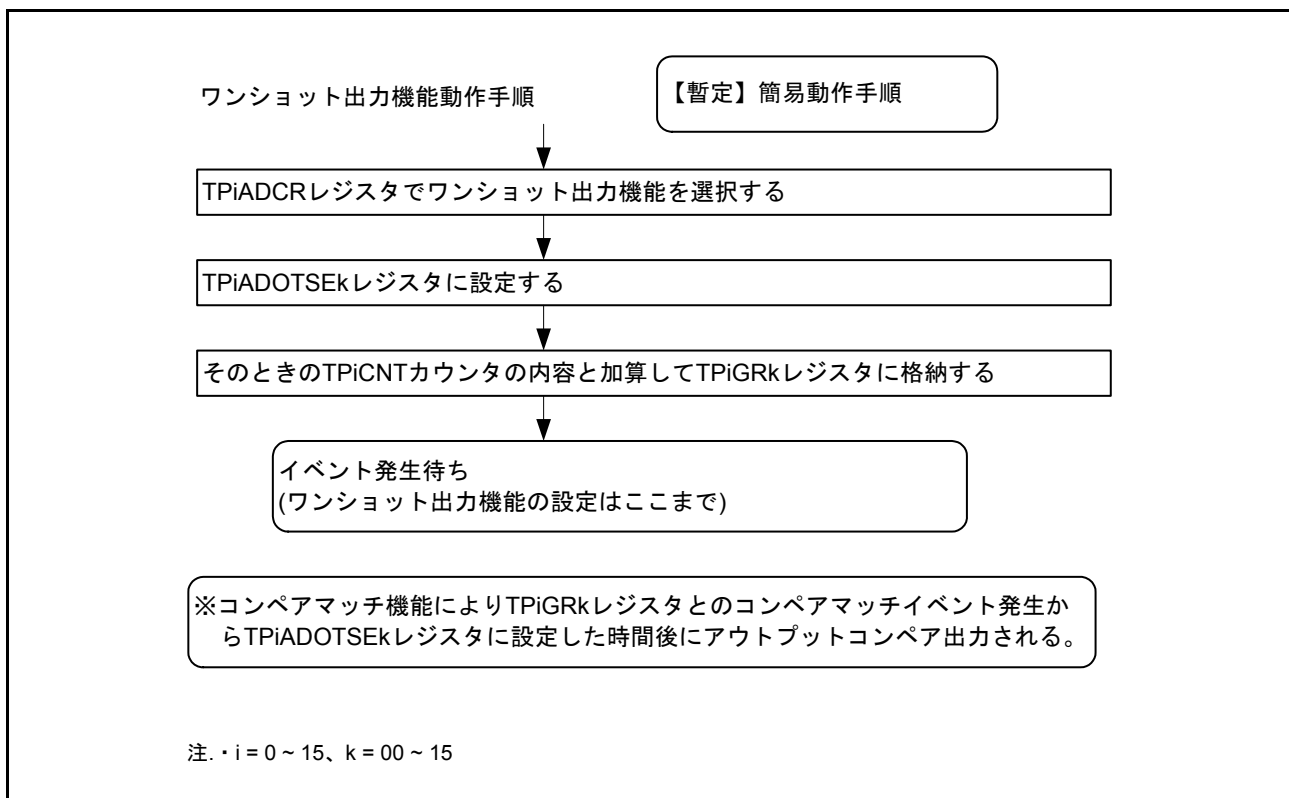 ワンショット出力機能動作手順
【暫定】簡易動作手順
TPiADCRレジスタでワンショット出力機能を選択する
TPiADOTSEkレジスタに設定する
そのときのTPiCNTカウンタの内容と加算してTPiGRkレジスタに格納する
イベント発生待ち
(ワンショット出力機能の設定はここまで)
※コンペアマッチ機能によりTPiGRkレジスタとのコンペアマッチイベント発生か
らTPiADOTSEkレジスタに設定した時間後にアウトプットコンペア出力される。
注.・i = 0 ~ 15、k = 00 ~ 15